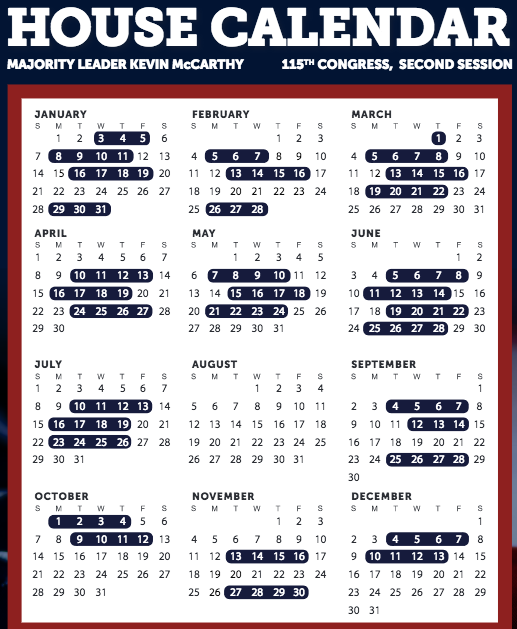 HOUSE CALENDAR
MAJORITY LEADER KEVIN McCARTHY
115TH CONGRESS, SECOND SESSION
JANUARY
S M T W T F S
1 2 3 4 5 6
7 8 9 10 11 12 13
14 15 16 17 18 19 20
21 22 23 24 25 26 27
28 29 30 31
FEBRUARY
S M T W T F S
1 2 3
4 5 6 7 8 9 10
11 12 13 14 15 16 17
18 19 20 21 22 23 24
25 26 27 28
MARCH
S M T W T F S
1 2 3
4 5 6 7 8 9 10
11 12 13 14 15 16 17
18 19 20 21 22 23 24
25 26 27 28 29 30 31
APRIL
S M T W T F S
1 2 3 4 5 6 7
8 9 10 11 12 13 14
15 16 17 18 19 20 21
22 23 24 25 26 27 28
29 30
MAY
S M T W T F S
1 2 3 4 5
6 7 8 9 10 11 12
13 14 15 16 17 18 19
20 21 22 23 24 25 26
27 28 29 30 31
JUNE
S M T W T F S
1 2
3 4 5 6 7 8 9
10 11 12 13 14 15 16
17 18 19 20 21 22 23
24 25 26 27 28 29 30
JULY
S M T W T F S
1 2 3 4 5 6 7
8 9 10 11 12 13 14
15 16 17 18 19 20 21
22 23 24 25 26 27 28
29 30 31
AUGUST
S M T W T F S
1 2 3 4
5 6 7 8 9 10 11
12 13 14 15 16 17 18
19 20 21 22 23 24 25
26 27 28 29 30 31
SEPTEMBER
S M T W T F S
1
2 3 4 5 6 7 8
9 10 11 12 13 14 15
16 17 18 19 20 21 22
23 24 25 26 27 28 29
30
OCTOBER
S M T W T F S
1 2 3 4 5 6
7 8 9 10 11 12 13
14 15 16 17 18 19 20
21 22 23 24 25 26 27
28 29 30 31
NOVEMBER
S M T W T F S
1 2 3
4 5 6 7 8 9 10
11 12 13 14 15 16 17
18 19 20 21 22 23 24
25 26 27 28 29 30
DECEMBER
S M T W T F S
1
2 3 4 5 6 7 8
9 10 11 12 13 14 15
16 17 18 19 20 21 22
23 24 25 26 27 28 29
30 31